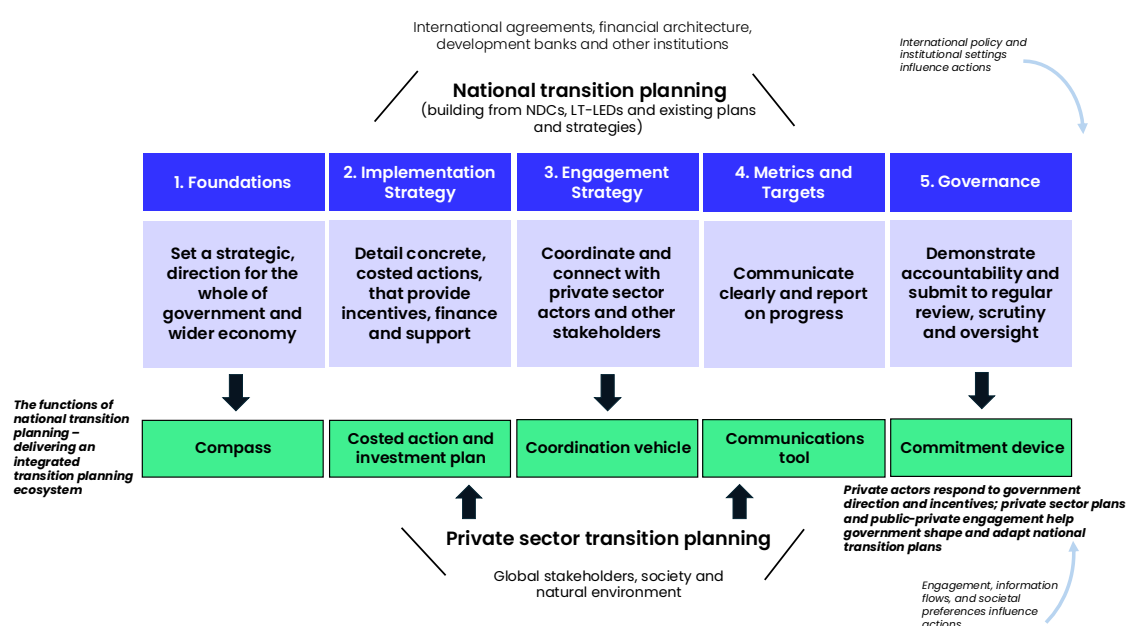 International agreements, financial architecture,
development banks and other institutions
International policy and
institutional settings
influence actions
National transition planning
(building from NDCs, LT-LEDs and existing plans
and strategies)
1. Foundations
2. Implementation
Strategy
3. Engagement
Strategy
4. Metrics and
Targets
5. Governance
Set a strategic,
direction for the
whole of
government and
wider economy
Detail concrete,
costed actions,
that provide
incentives, finance
and support
Coordinate and
connect with
private sector
actors and other
stakeholders
Communicate
clearly and report
on progress
Demonstrate
accountability and
submit to regular
review, scrutiny
and oversight
The functions of
national transition
planning –
delivering an
integrated
transition planning
ecosystem
Compass
Costed action and
investment plan
Coordination vehicle
Communications
tool
Commitment device
Private actors respond to government
direction and incentives; private sector plans
and public-private engagement help
government shape and adapt national
transition plans
Private sector transition planning
Global stakeholders, society and
natural environment
Engagement, information
flows, and societal
preferences influence
actions